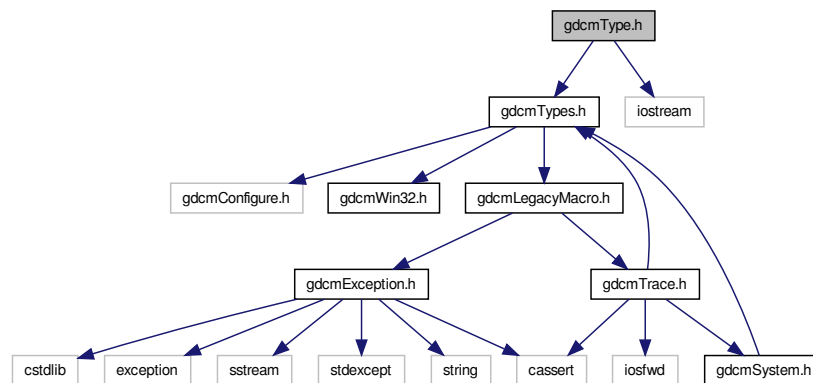 gdcmType.h
gdcmTypes.h
iostream
gdcmConfigure.h
gdcmWin32.h
gdcmLegacyMacro.h
gdcmException.h
gdcmTrace.h
cstdlib
exception
sstream
stdexcept
string
cassert
iosfwd
gdcmSystem.h